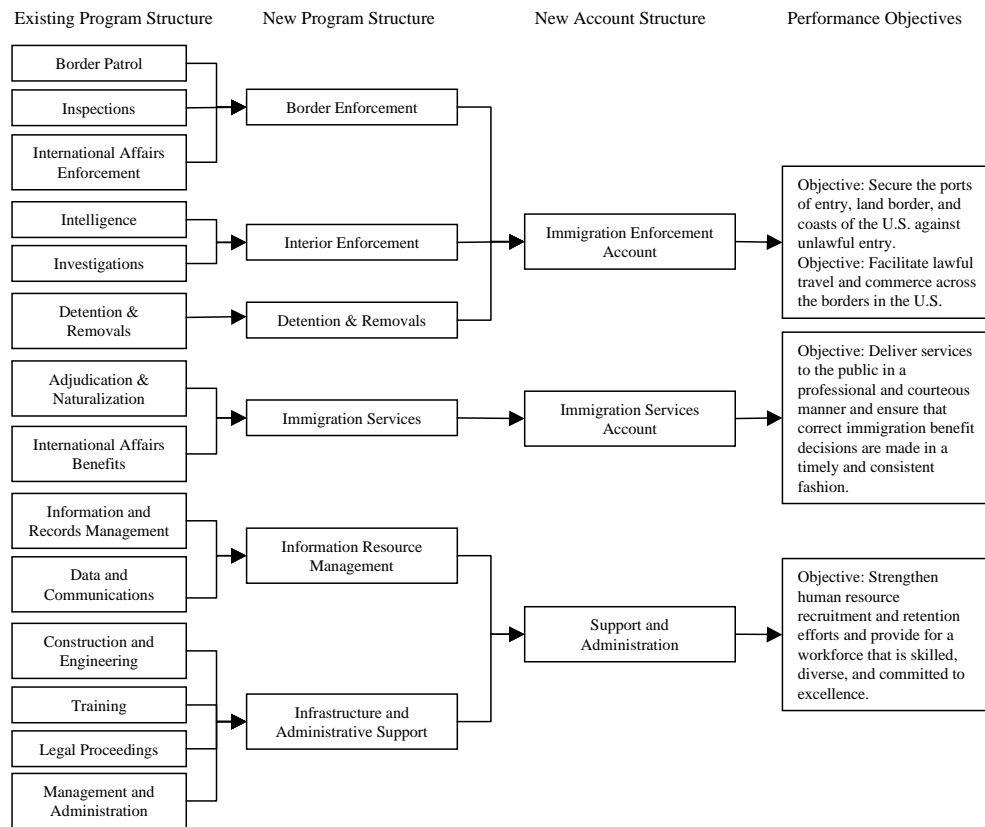 Existing Program Structure
New Program Structure
New Account Structure
Performance Objectives
Border Patrol
Inspections
International Affairs
Enforcement
Intelligence
Investigations
Detention &
Removals
Adjudication &
Naturalization
International Affairs
Benefits
Information and
Records Management
Data and
Communications
Construction and
Engineering
Training
Legal Proceedings
Management and
Administration
Border Enforcement
Interior Enforcement
Detention & Removals
Immigration Services
Information Resource
Management
Infrastructure and
Administrative Support
Immigration Enforcement
Account
Immigration Services
Account
Support and
Administration
Objective: Secure the ports
of entry, land border, and
coasts of the U.S. against
unlawful entry.
Objective: Facilitate lawful
travel and commerce across
the borders in the U.S.
Objective: Deliver services
to the public in a
professional and courteous
manner and ensure that
correct immigration benefit
decisions are made in a
timely and consistent
fashion.
Objective: Strengthen
human resource
recruitment and retention
efforts and provide for a
workforce that is skilled,
diverse, and committed to
excellence.